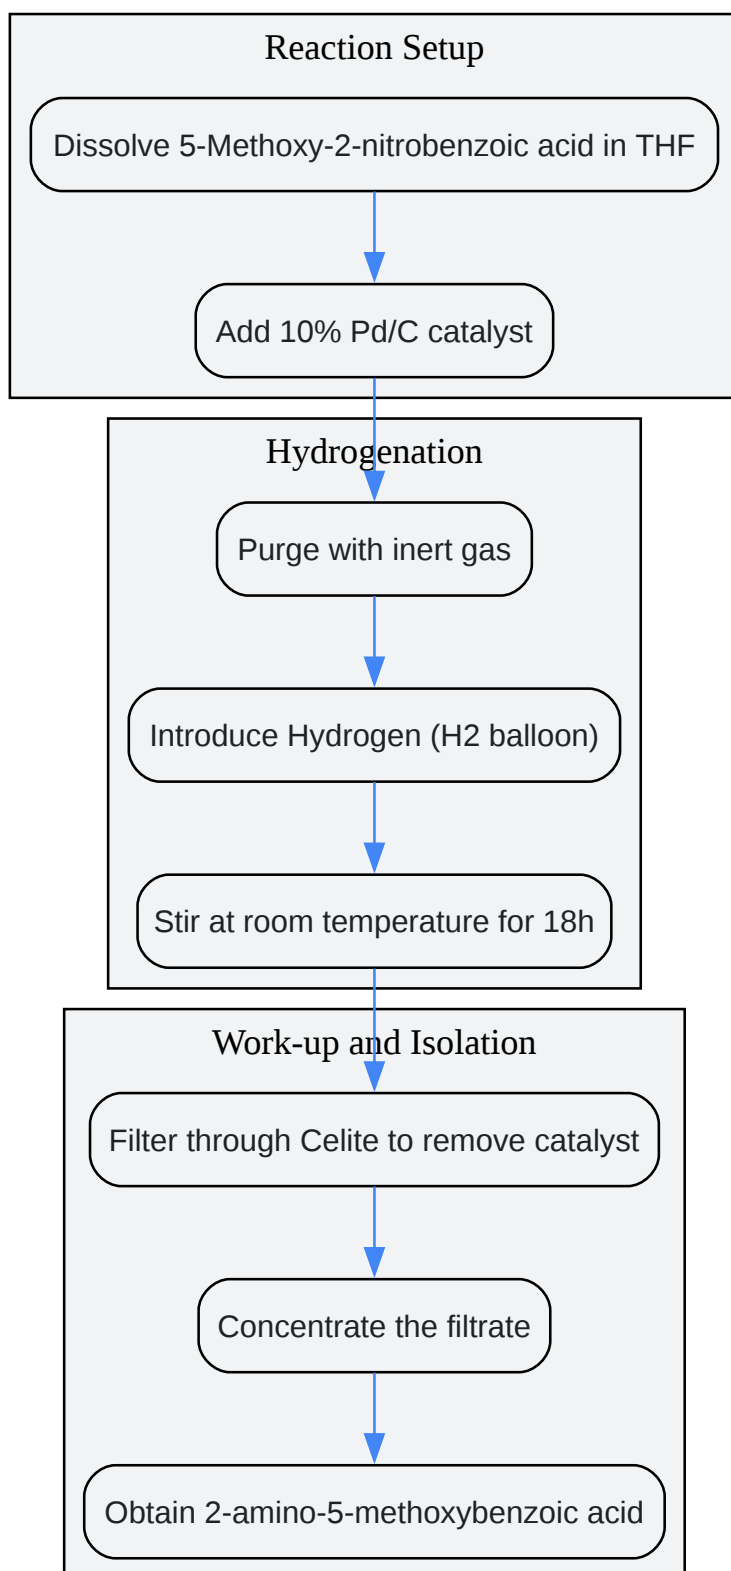 Reaction Setup
Dissolve 5-Methoxy-2-nitrobenzoic acid in THF
Add 10% Pd/C catalyst
Hydrogenation
Purge with inert gas
Introduce Hydrogen (H2 balloon)
Stir at room temperature for 18h
Work-up and Isolation
Filter through Celite to remove catalyst
Concentrate the filtrate
Obtain 2-amino-5-methoxybenzoic acid